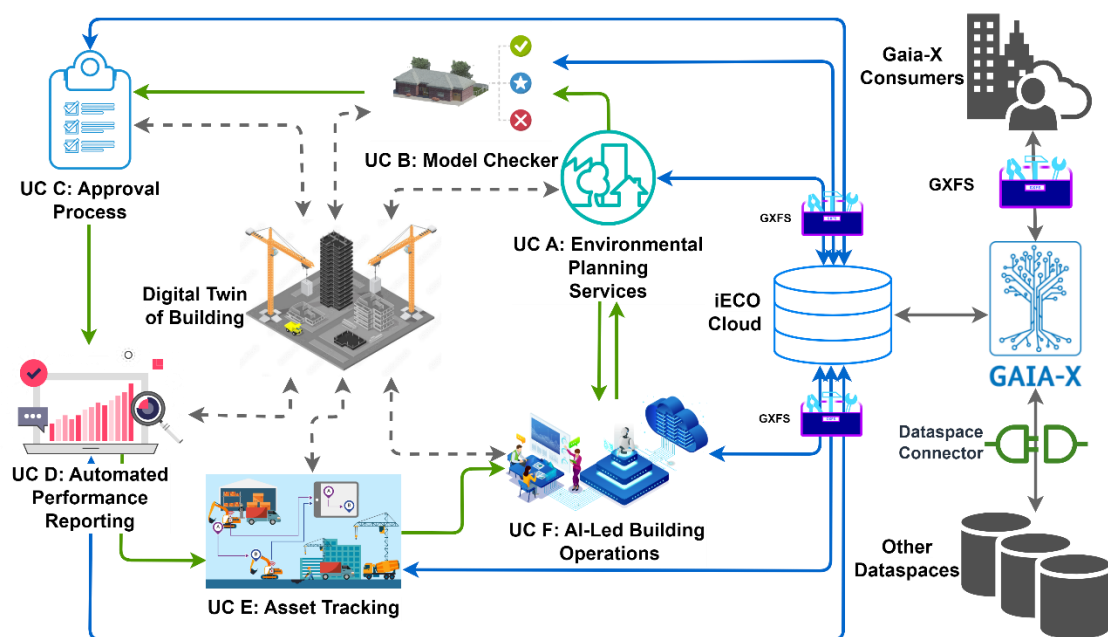 Gaia-X
Consumers
UC B: Model Checker
UC C: Approval
Process
GXFS
GXFS
UC A: Environmental
Planning
Services
Digital Twin
of Building
iECO
Cloud
GAIA-X
GXFS
Dataspace
Connector
UC D: Automated
Performance
Reporting
UC F: AI-Led Building
Operations
Other
Dataspaces
UC E: Asset Tracking
A
B
A
B